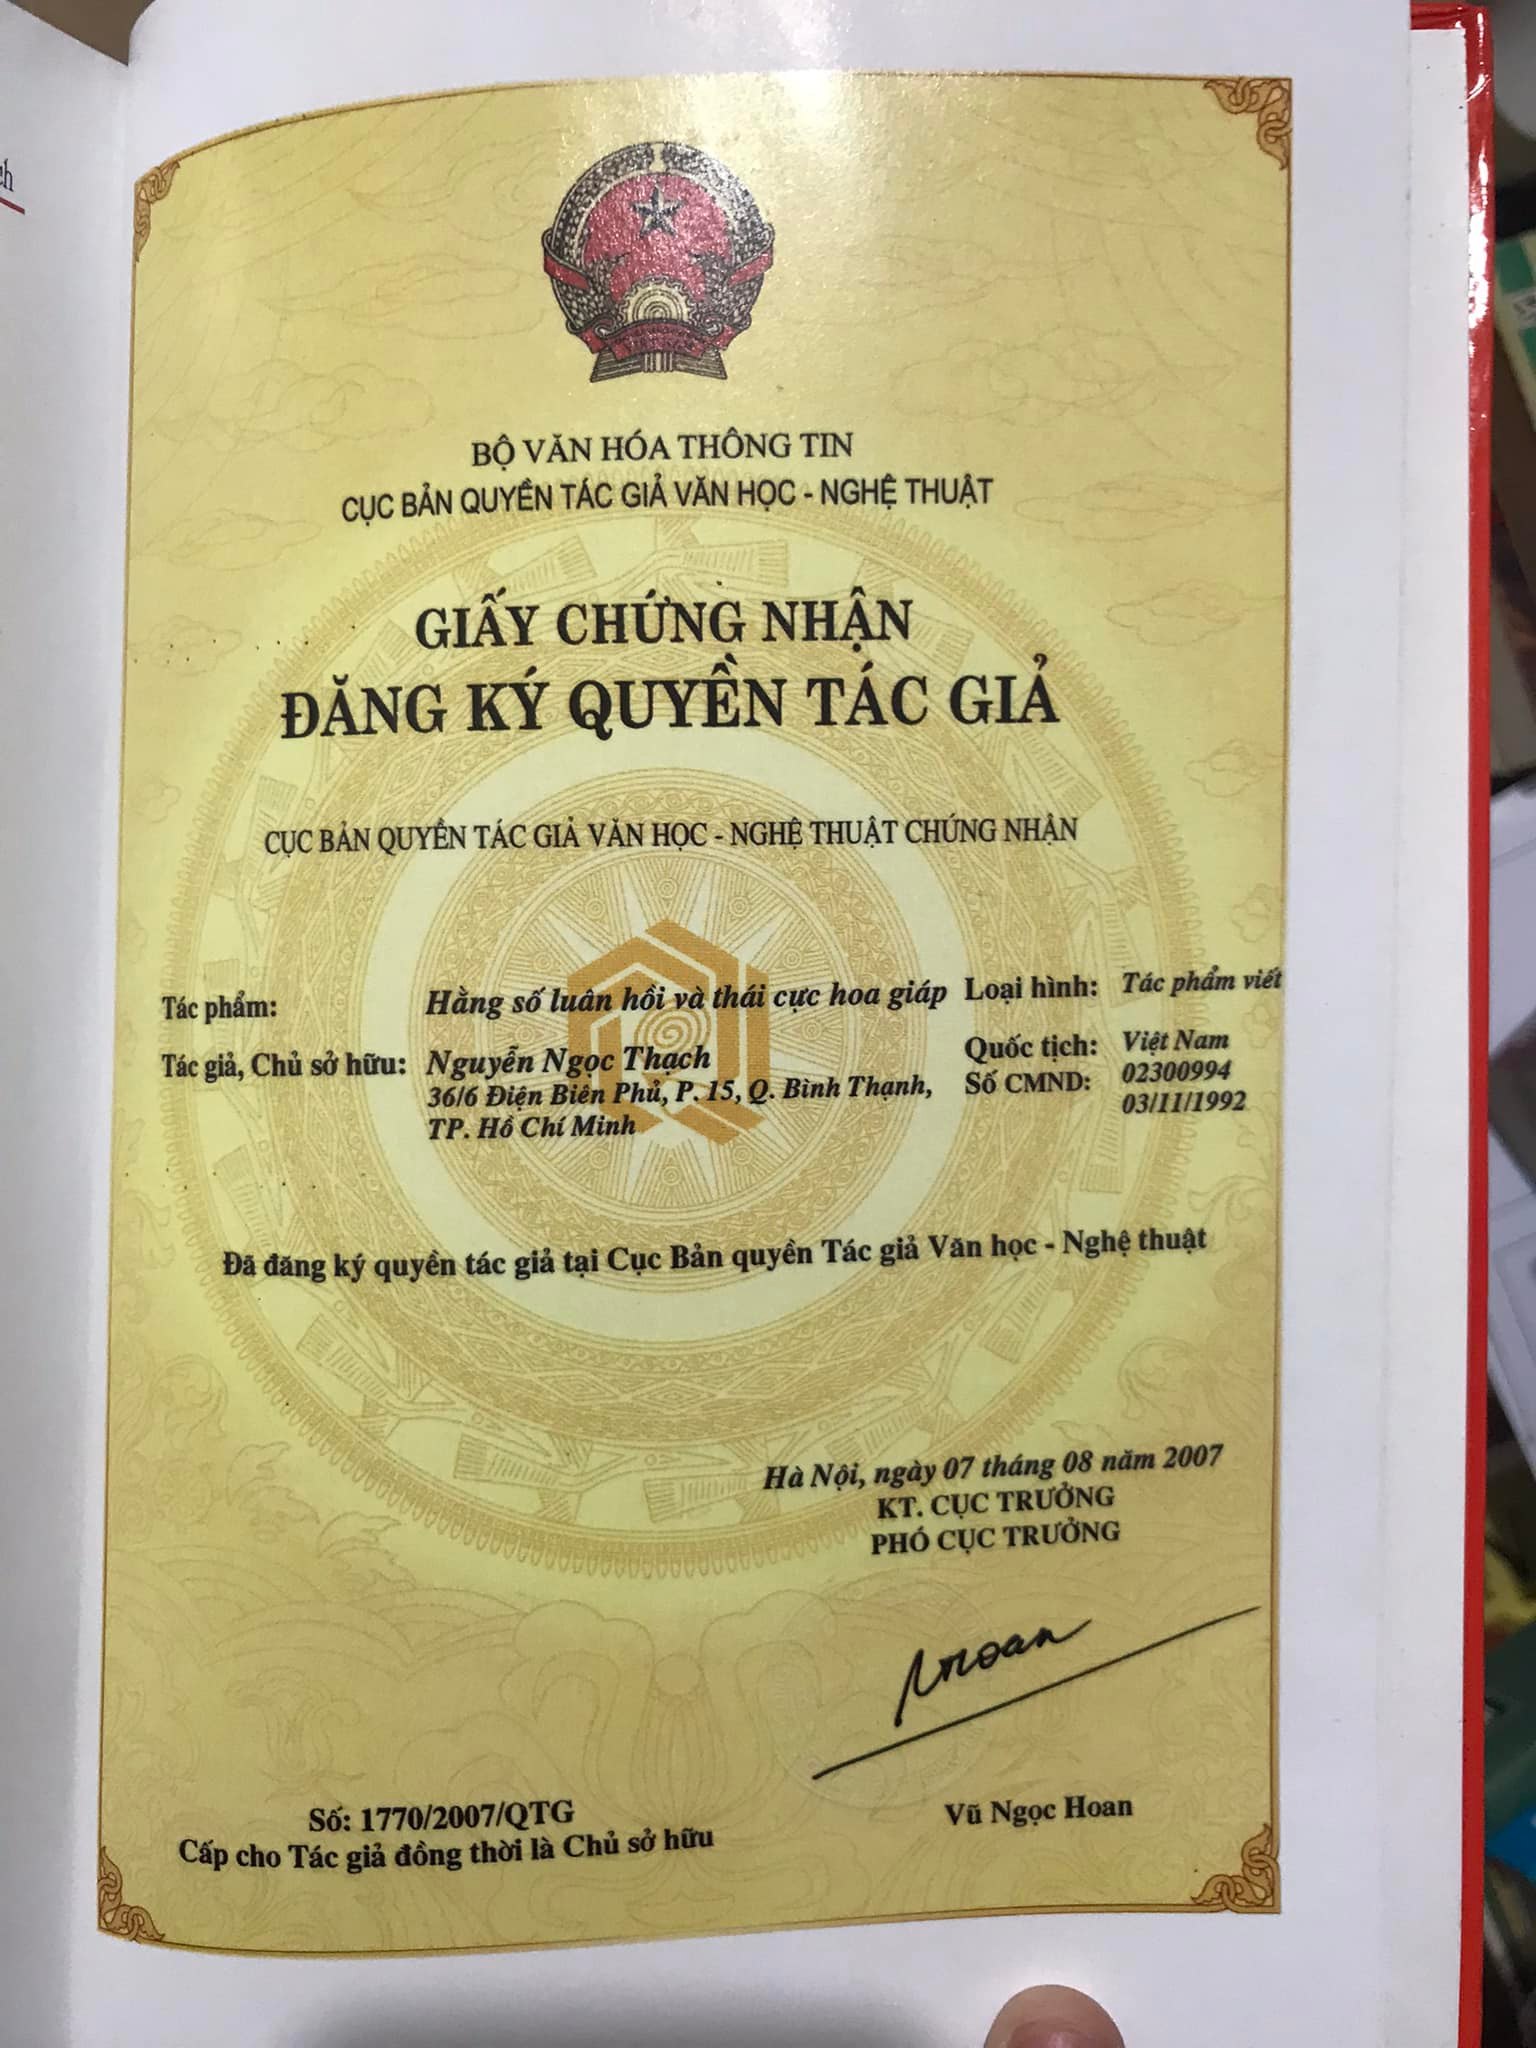 ch
BỘ VĂN HÓA THÔNG TIN
CỤC BẢN QUYỀN TÁC GIẢ VĂN HỌC - NGHỆ THUẬT
GIẤY CHỨNG NHẬN
ĐĂNG KÝ QUYỀN TÁC GIẢ
CỤC BẢN QUYỀN TÁC GIẢ VĂN HỌC - NGHỆ THUẬT CHỨNG NHẬN
Tác phẩm: Hằng số luân hồi và thái cực hoa giáp Loại hình: Tác phẩm viết
Tác giả, Chủ sở hữu: Nguyễn Ngọc Thạch Quốc tịch: Việt Nam
36/6 Điện Biên Phủ, P. 15, Q. Bình Thạnh, Số CMND: 02300994
TP. Hồ Chí Minh 03/11/1992
Đã đăng ký quyền tác giả tại Cục Bản quyền Tác giả Văn học - Nghệ thuật
Hà Nội, ngày 07 tháng 08 năm 2007
KT. CỤC TRƯỞNG
PHÓ CỤC TRƯỞNG
Số: 1770/2007/QTG
Cấp cho Tác giả đồng thời là Chủ sở hữu
Vũ Ngọc Hoan